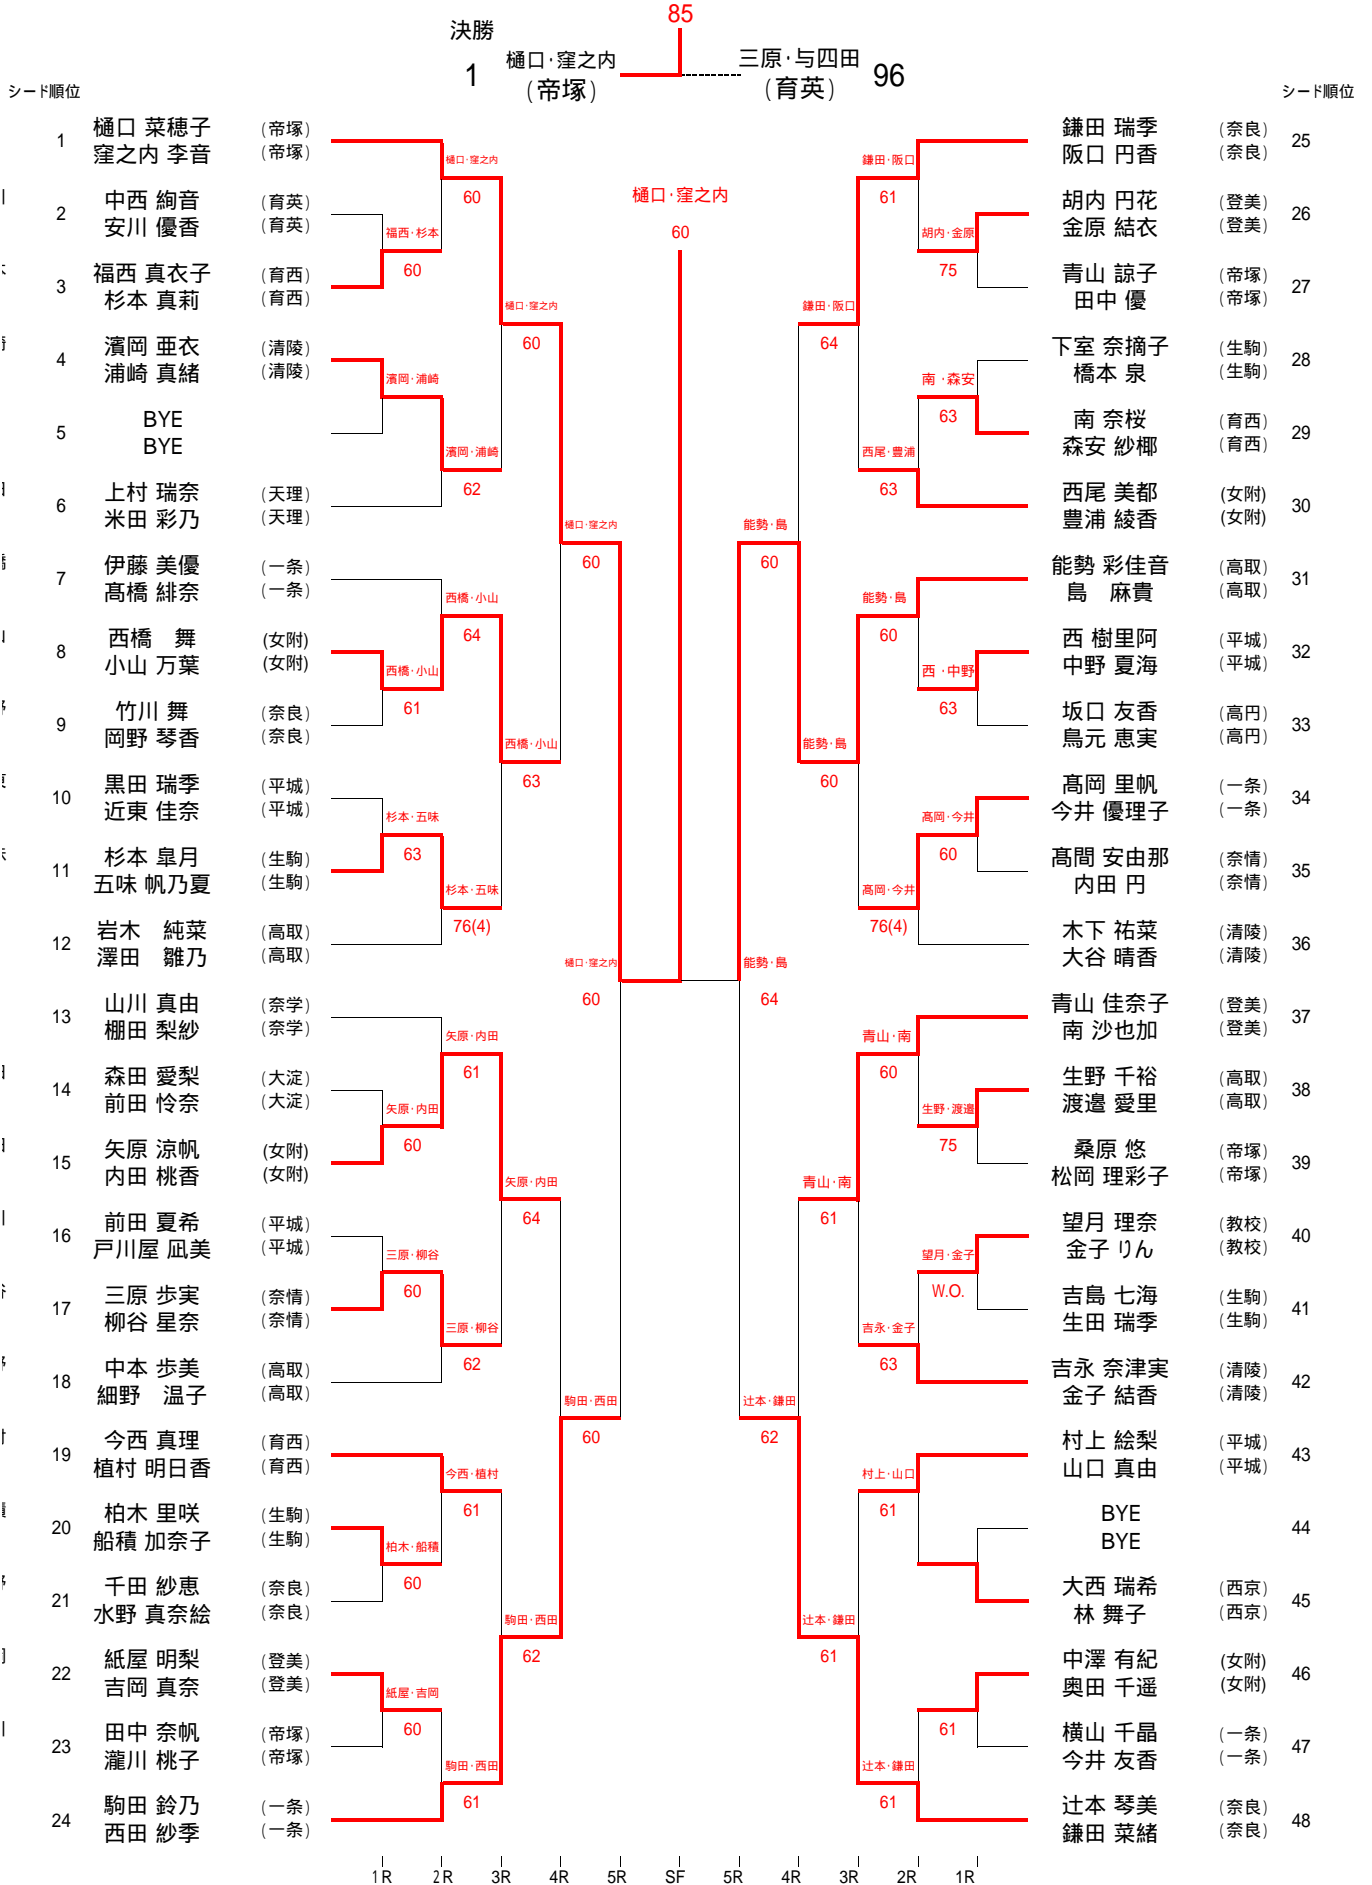 85
決勝
1 樋口·窪之内 三原·与四田 96
(帝塚) (育英)
シード順位 シード順位
1 樋口 菜穂子 (帝塚)
窪之内 李音 (帝塚)
2 中西 絢音 (育英)
安川 優香 (育英)
3 福西 真衣子 (育西)
杉本 真莉 (育西)
4 濱岡 亜衣 (清陵)
浦崎 真緒 (清陵)
5 BYE
BYE
6 上村 瑞奈 (天理)
米田 彩乃 (天理)
7 伊藤 美優 (一条)
髙橋 緋奈 (一条)
8 西橋 舞 (女附)
小山 万葉 (女附)
9 竹川 舞 (奈良)
岡野 琴香 (奈良)
10 黒田 瑞季 (平城)
近東 佳奈 (平城)
11 杉本 皐月 (生駒)
五味 帆乃夏 (生駒)
12 岩木 純菜 (高取)
澤田 雛乃 (高取)
13 山川 真由 (奈学)
棚田 梨紗 (奈学)
14 森田 愛梨 (大淀)
前田 怜奈 (大淀)
15 矢原 涼帆 (女附)
内田 桃香 (女附)
16 前田 夏希 (平城)
戸川屋 凪美 (平城)
17 三原 歩実 (奈情)
柳谷 星奈 (奈情)
18 中本 歩美 (高取)
細野 温子 (高取)
19 今西 真理 (育西)
植村 明日香 (育西)
20 柏木 里咲 (生駒)
船積 加奈子 (生駒)
21 千田 紗恵 (奈良)
水野 真奈絵 (奈良)
22 紙屋 明梨 (登美)
吉岡 真奈 (登美)
23 田中 奈帆 (帝塚)
瀧川 桃子 (帝塚)
24 駒田 鈴乃 (一条)
西田 紗季 (一条)
福西·杉本
60
濱岡·浦崎
西橋·小山
61
杉本·五味
63
矢原·内田
60
三原·柳谷
60
柏木·船積
60
紙屋·吉岡
60
樋口·窪之内
60
濱岡·浦崎
62
西橋·小山
64
杉本·五味
76(4)
矢原·内田
61
三原·柳谷
62
今西·植村
61
駒田·西田
61
樋口·窪之内
60
西橋·小山
63
矢原·内田
64
駒田·西田
62
樋口·窪之内
60
駒田·西田
60
樋口·窪之内
60
樋口·窪之内
60
能勢·島
64
能勢·島
60
辻本·鎌田
62
鎌田·阪口
64
能勢·島
60
青山·南
61
辻本·鎌田
61
鎌田·阪口
61
西尾·豊浦
63
能勢·島
60
髙岡·今井
76(4)
青山·南
60
吉永·金子
63
村上·山口
61
辻本·鎌田
61
胡内·金原
75
南·森安
63
西·中野
63
髙岡·今井
60
生野·渡邉
75
望月·金子
W.O.
61
鎌田 瑞季 (奈良) 25
阪口 円香 (奈良)
胡内 円花 (登美) 26
金原 結衣 (登美)
青山 諒子 (帝塚) 27
田中 優 (帝塚)
下室 奈摘子 (生駒) 28
橋本 泉 (生駒)
南 奈桜 (育西) 29
森安 紗椰 (育西)
西尾 美都 (女附) 30
豊浦 綾香 (女附)
能勢 彩佳音 (高取) 31
島 麻貴 (高取)
西 樹里阿 (平城) 32
中野 夏海 (平城)
坂口 友香 (高円) 33
鳥元 恵実 (高円)
髙岡 里帆 (一条) 34
今井 優理子 (一条)
髙間 安由那 (奈情) 35
内田 円 (奈情)
木下 祐菜 (清陵) 36
大谷 晴香 (清陵)
青山 佳奈子 (登美) 37
南 沙也加 (登美)
生野 千裕 (高取) 38
渡邉 愛里 (高取)
桑原 悠 (帝塚) 39
松岡 理彩子 (帝塚)
望月 理奈 (教校) 40
金子 りん (教校)
吉島 七海 (生駒) 41
生田 瑞季 (生駒)
吉永 奈津実 (清陵) 42
金子 結香 (清陵)
村上 絵梨 (平城) 43
山口 真由 (平城)
BYE 44
BYE
大西 瑞希 (西京) 45
林 舞子 (西京)
中澤 有紀 (女附) 46
奥田 千遥 (女附)
横山 千晶 (一条) 47
今井 友香 (一条)
辻本 琴美 (奈良) 48
鎌田 菜緒 (奈良)
1R 2R 3R 4R 5R SF 5R 4R 3R 2R 1R